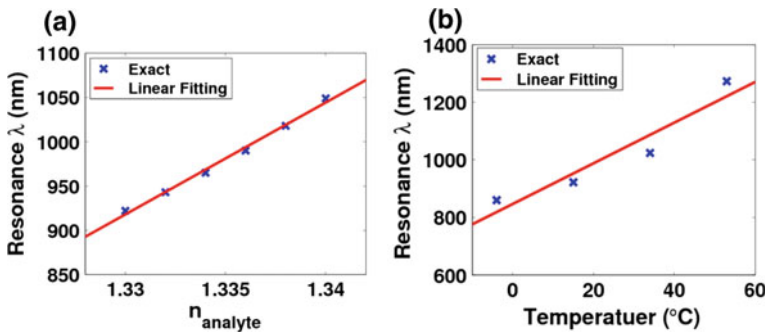 (a)
1100
1050
1000
950
900
850
Resonance λ (nm)
Exact
Linear Fitting
1.33
1.335
1.34
n_analyte
(b)
1400
1200
1000
800
600
Resonance λ (nm)
Exact
Linear Fitting
0
20
40
60
Temperatuer (°C)